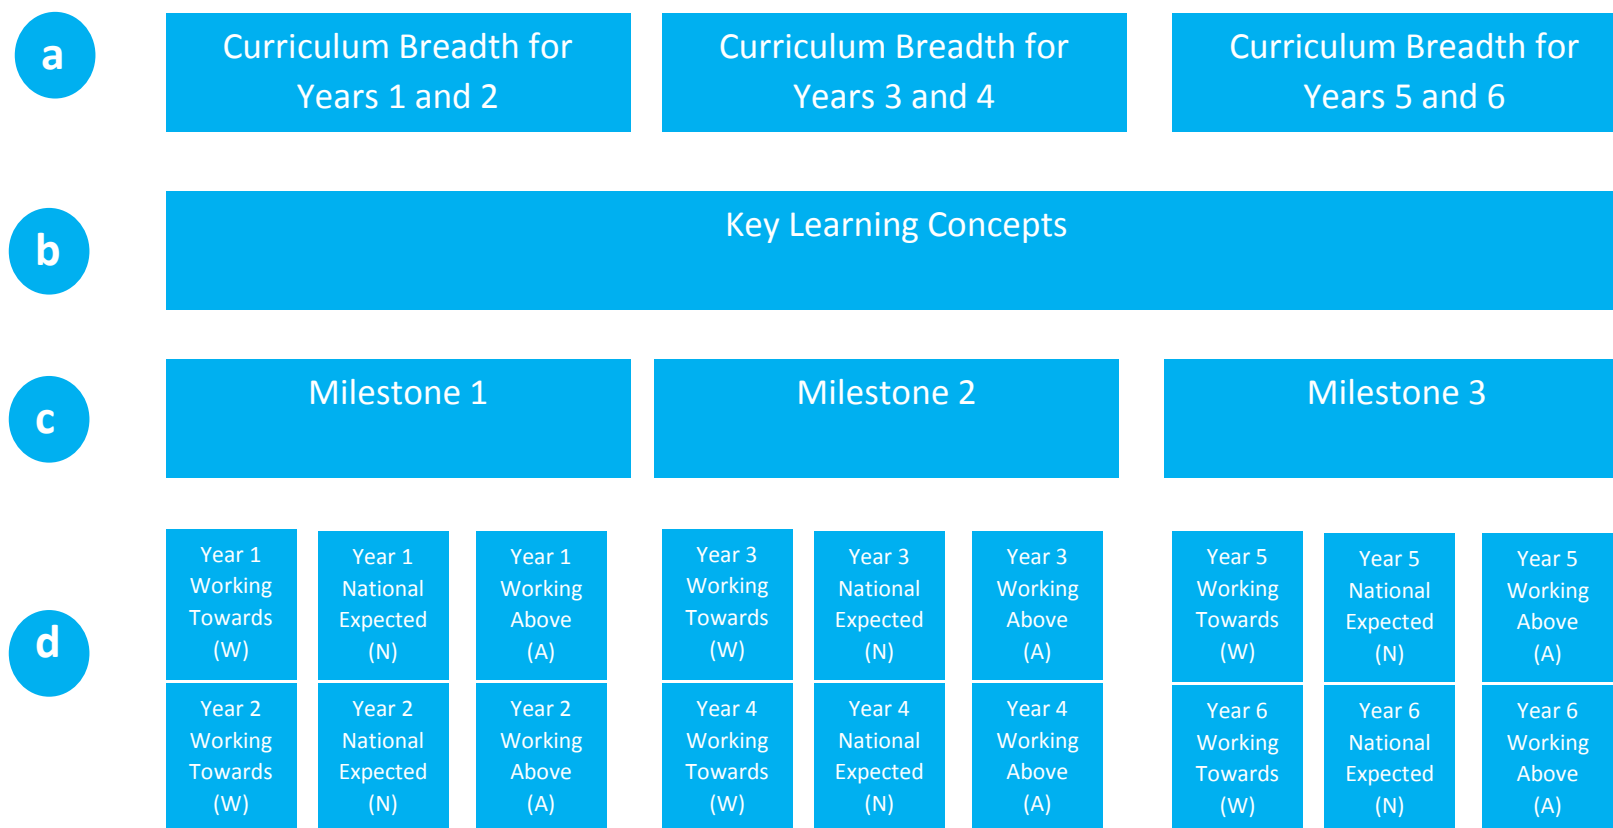 a
Curriculum Breadth for
Years 1 and 2
Curriculum Breadth for
Years 3 and 4
Curriculum Breadth for
Years 5 and 6
b
Key Learning Concepts
c
Milestone 1
Milestone 2
Milestone 3
d
Year 1
Working
Towards
(W)
Year 1
National
Expected
(N)
Year 1
Working
Above
(A)
Year 3
Working
Towards
(W)
Year 3
National
Expected
(N)
Year 3
Working
Above
(A)
Year 5
Working
Towards
(W)
Year 5
National
Expected
(N)
Year 5
Working
Above
(A)
Year 2
Working
Towards
(W)
Year 2
National
Expected
(N)
Year 2
Working
Above
(A)
Year 4
Working
Towards
(W)
Year 4
National
Expected
(N)
Year 4
Working
Above
(A)
Year 6
Working
Towards
(W)
Year 6
National
Expected
(N)
Year 6
Working
Above
(A)